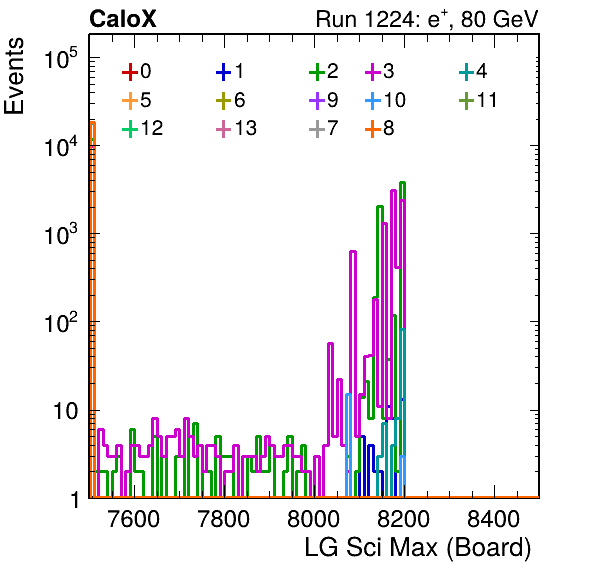 CaloX Run 1224: e⁺, 80 GeV
Events
0 1 2 3 4
5 6 9 10 11
12 13 7 8
10⁵
10⁴
10³
10²
10
1
7600 7800 8000 8200 8400
LG Sci Max (Board)